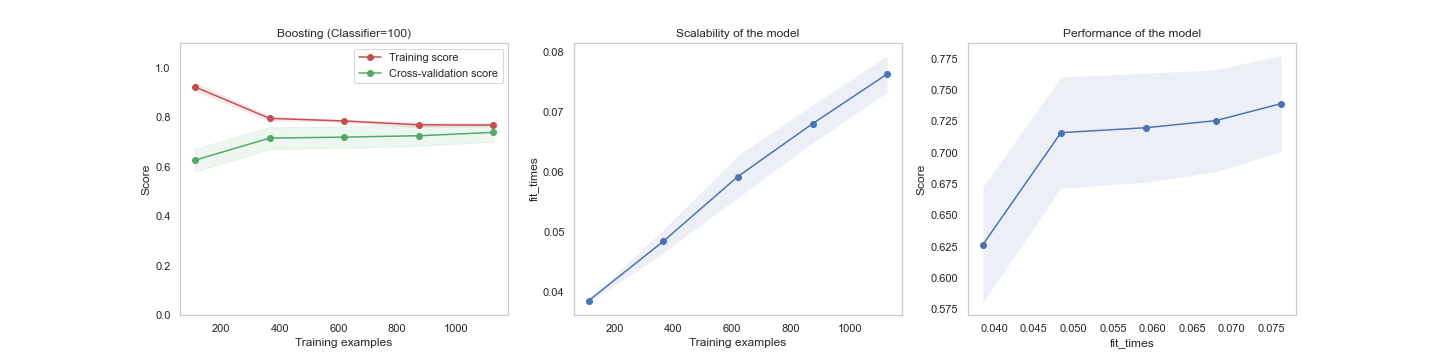 Boosting (Classifier=100)
Training score
Cross-validation score
1.0
0.8
0.6
0.4
0.2
0.0
Score
200 400 600 800 1000
Training examples
Scalability of the model
0.08
0.07
0.06
0.05
0.04
fit_times
200 400 600 800 1000
Training examples
Performance of the model
0.775
0.750
0.725
0.700
0.675
0.650
0.625
0.600
0.575
Score
0.040 0.045 0.050 0.055 0.060 0.065 0.070 0.075
fit_times